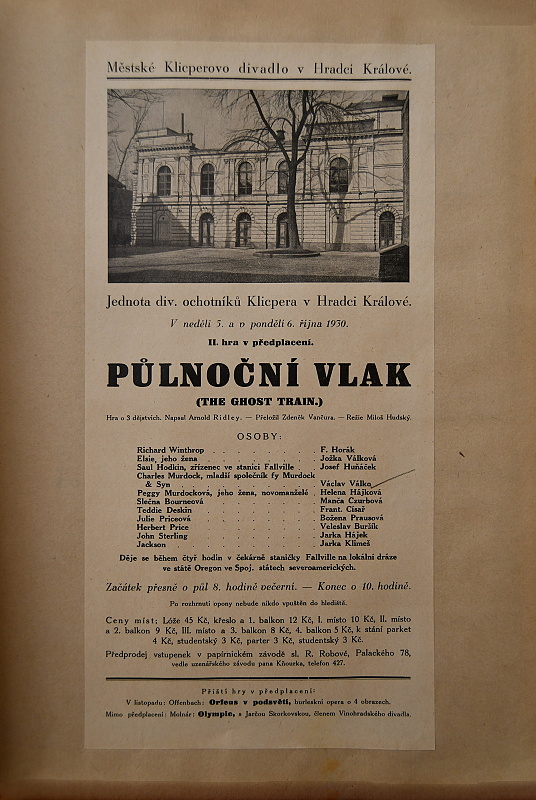 Městské Klicperovo divadlo v Hradci Králové.
Jednota div. ochotníků Klicpera v Hradci Králové.
V neděli 5. a v pondělí 6. října 1930.
II. hra v předplacení.
PŮLNOČNÍ VLAK
(THE GHOST TRAIN.)
Hra o 3 dějstvích. Napsal Arnold Ridley. — Přeložil Zdeněk Vančura. — Režie Miloš Hudský.
OSOBY:
Richard Winthrop . . . . . . . . F. Horák
Elsie, jeho žena . . . . . . . . Jožka Válková
Saul Hodkin, zřízenec ve stanici Fallville . . Josef Huňáček
Charles Murdock, mladší společník fy Murdock
& Syn . . . . . . . . Václav Válko
Peggy Murdocková, jeho žena, novomanželé . Helena Hájková
Slečna Bourneová . . . . . . . . Manča Czurbová
Teddie Deskin . . . . . . . . Frant. Císař
Julie Priceová . . . . . . . . Božena Prausová
Herbert Price . . . . . . . . Veleslav Buršík
John Sterling . . . . . . . . Jarka Hájek
Jackson . . . . . . . . Jarka Klimeš
Děje se během čtyř hodin v čekárně staničky Fallville na lokální dráze
ve státě Oregon ve Spoj. státech severoamerických.
Začátek přesně o půl 8. hodině večerní. — Konec o 10. hodině.
Po rozhrnutí opony nebude nikdo vpuštěn do hlediště.
Ceny míst: Lóže 45 Kč, křeslo a 1. balkon 12 Kč, I. místo 10 Kč, II. místo
a 2. balkon 9 Kč, III. místo a 3. balkon 8 Kč, 4. balkon 5 Kč, k stání parket
4 Kč, studentský 3 Kč, parter 3 Kč, studentský 3 Kč.
Předprodej vstupenek v papírnickém závodě sl. R. Robové, Palackého 78,
vedle uzenářského závodu pana Kňourka, telefon 427.
Příští hry v předplacení:
V listopadu: Offenbach: Orfeus v podsvětí, burleskní opera o 4 obrazech.
Mimo předplacení: Molnár: Olympie, s Jarčou Skorkovskou, členem Vinohradského divadla.